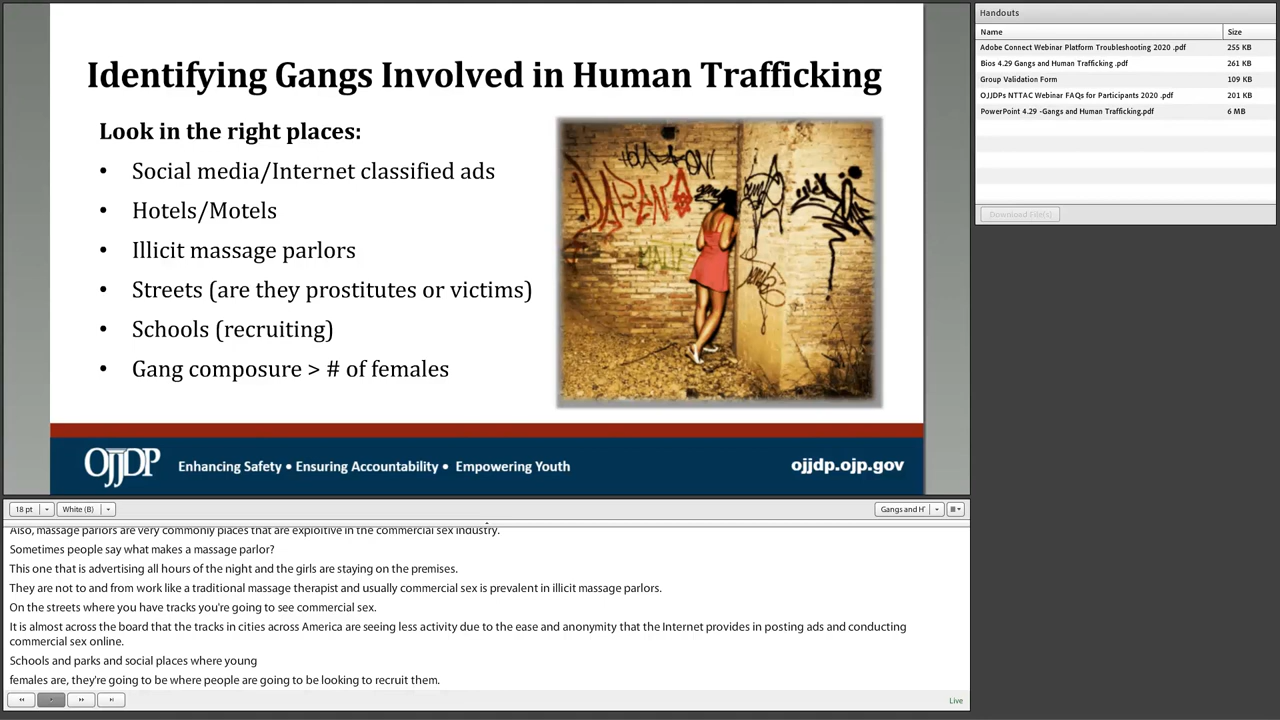 Identifying Gangs Involved in Human Trafficking
Look in the right places:
• Social media/Internet classified ads
• Hotels/Motels
• Illicit massage parlors
• Streets (are they prostitutes or victims)
• Schools (recruiting)
• Gang composure > # of females
OJJDP
Enhancing Safety • Ensuring Accountability • Empowering Youth
ojjdp.ojp.gov
Handouts
Name Size
Adobe Connect Webinar Platform Troubleshooting 2020 .pdf 255 KB
Bios 4.29 Gangs and Human Trafficking .pdf 261 KB
Group Validation Form 109 KB
OJJDPs NTTAC Webinar FAQs for Participants 2020 .pdf 201 KB
PowerPoint 4.29 -Gangs and Human Trafficking.pdf 6 MB
Download File(s)
18 pt White (B) Gangs and H'
Also, massage parlors are very commonly places that are exploitive in the commercial sex industry.
Sometimes people say what makes a massage parlor?
This one that is advertising all hours of the night and the girls are staying on the premises.
They are not to and from work like a traditional massage therapist and usually commercial sex is prevalent in illicit massage parlors.
On the streets where you have tracks you're going to see commercial sex.
It is almost across the board that the tracks in cities across America are seeing less activity due to the ease and anonymity that the Internet provides in posting ads and conducting
commercial sex online.
Schools and parks and social places where young
females are, they're going to be where people are going to be looking to recruit them.
Live